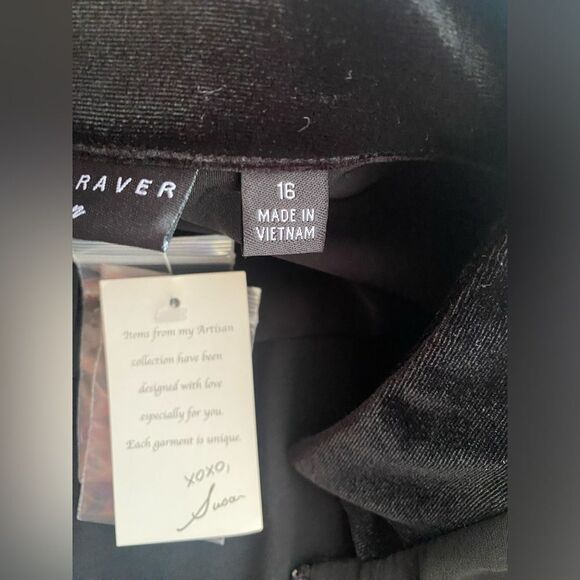 RAVER
16
MADE IN
VIETNAM
Items from my Artisan
collection have been
designed with love
especially for you.
Each garment is unique.
XOXO,
Susan